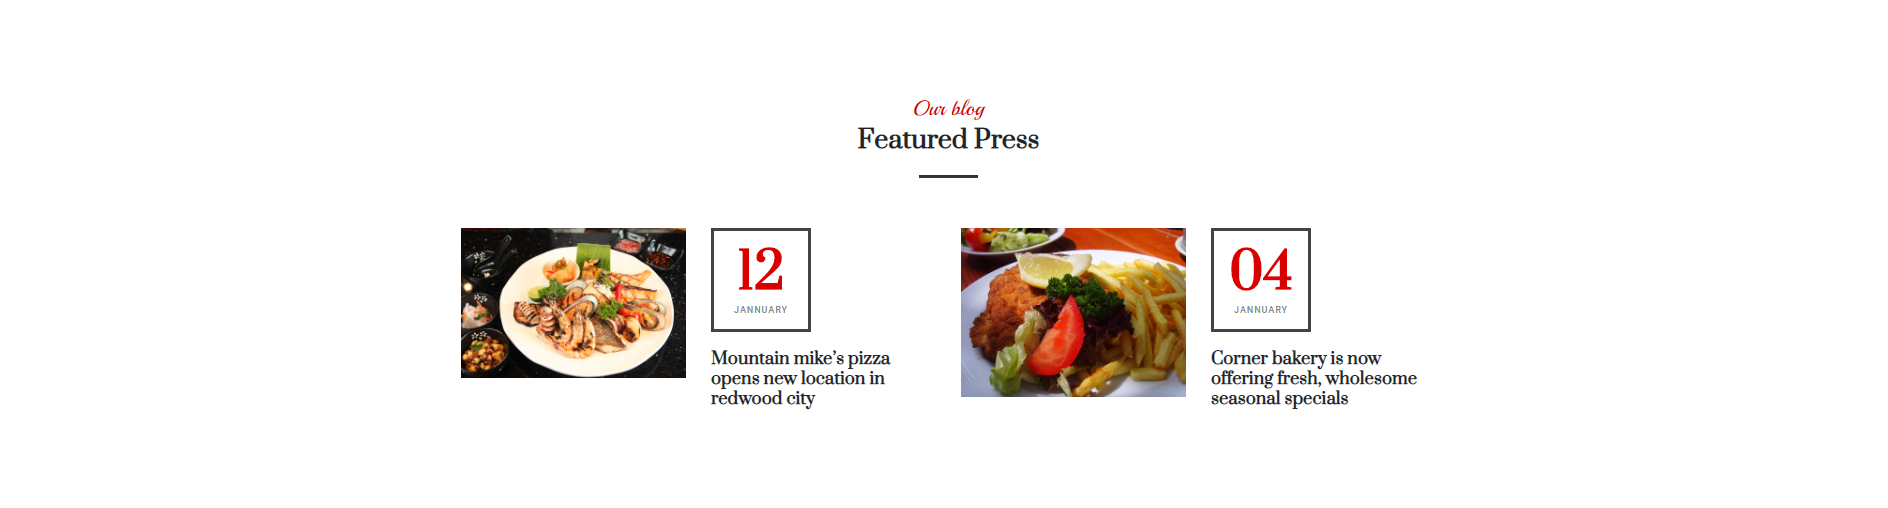 Our blog
Featured Press
12
JANNUARY
Mountain mike's pizza
opens new location in
redwood city
04
JANNUARY
Corner bakery is now
offering fresh, wholesome
seasonal specials